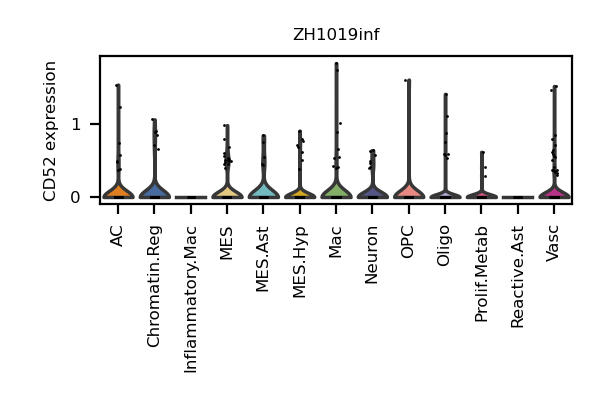 ZH1019inf
CD52 expression
1
0
AC
Chromatin.Reg
Inflammatory.Mac
MES
MES.Ast
MES.Hyp
Mac
Neuron
OPC
Oligo
Prolif.Metab
Reactive.Ast
Vasc